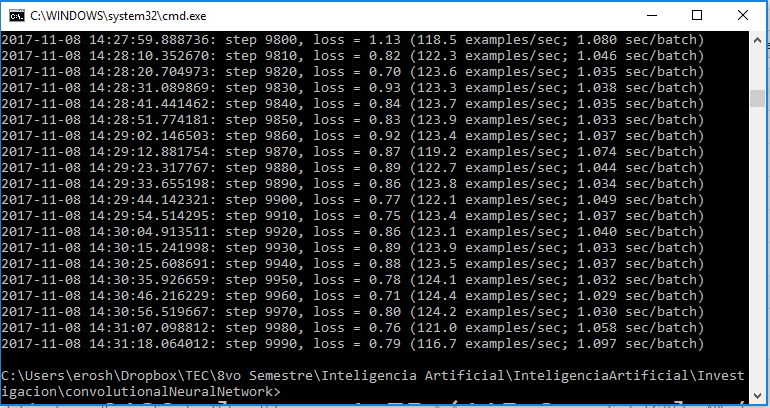 C:\WINDOWS\system32\cmd.exe
2017-11-08 14:27:59.888736: step 9800, loss = 1.13 (118.5 examples/sec; 1.080 sec/batch)
2017-11-08 14:28:10.352670: step 9810, loss = 0.82 (122.3 examples/sec; 1.046 sec/batch)
2017-11-08 14:28:20.704973: step 9820, loss = 0.70 (123.6 examples/sec; 1.035 sec/batch)
2017-11-08 14:28:31.089869: step 9830, loss = 0.93 (123.3 examples/sec; 1.038 sec/batch)
2017-11-08 14:28:41.441462: step 9840, loss = 0.84 (123.7 examples/sec; 1.035 sec/batch)
2017-11-08 14:28:51.774181: step 9850, loss = 0.83 (123.9 examples/sec; 1.033 sec/batch)
2017-11-08 14:29:02.146503: step 9860, loss = 0.92 (123.4 examples/sec; 1.037 sec/batch)
2017-11-08 14:29:12.881754: step 9870, loss = 0.87 (119.2 examples/sec; 1.074 sec/batch)
2017-11-08 14:29:23.317767: step 9880, loss = 0.89 (122.7 examples/sec; 1.044 sec/batch)
2017-11-08 14:29:33.655198: step 9890, loss = 0.86 (123.8 examples/sec; 1.034 sec/batch)
2017-11-08 14:29:44.142321: step 9900, loss = 0.77 (122.1 examples/sec; 1.049 sec/batch)
2017-11-08 14:29:54.514295: step 9910, loss = 0.75 (123.4 examples/sec; 1.037 sec/batch)
2017-11-08 14:30:04.913511: step 9920, loss = 0.86 (123.1 examples/sec; 1.040 sec/batch)
2017-11-08 14:30:15.241998: step 9930, loss = 0.89 (123.9 examples/sec; 1.033 sec/batch)
2017-11-08 14:30:25.608691: step 9940, loss = 0.88 (123.5 examples/sec; 1.037 sec/batch)
2017-11-08 14:30:35.926659: step 9950, loss = 0.78 (124.1 examples/sec; 1.032 sec/batch)
2017-11-08 14:30:46.216229: step 9960, loss = 0.71 (124.4 examples/sec; 1.029 sec/batch)
2017-11-08 14:30:56.519667: step 9970, loss = 0.80 (124.2 examples/sec; 1.030 sec/batch)
2017-11-08 14:31:07.098812: step 9980, loss = 0.76 (121.0 examples/sec; 1.058 sec/batch)
2017-11-08 14:31:18.064012: step 9990, loss = 0.79 (116.7 examples/sec; 1.097 sec/batch)
C:\Users\erosh\Dropbox\TEC\8vo Semestre\Inteligencia Artificial\InteligenciaArtificial\Invest
igacion\convolutionalNeuralNetwork>